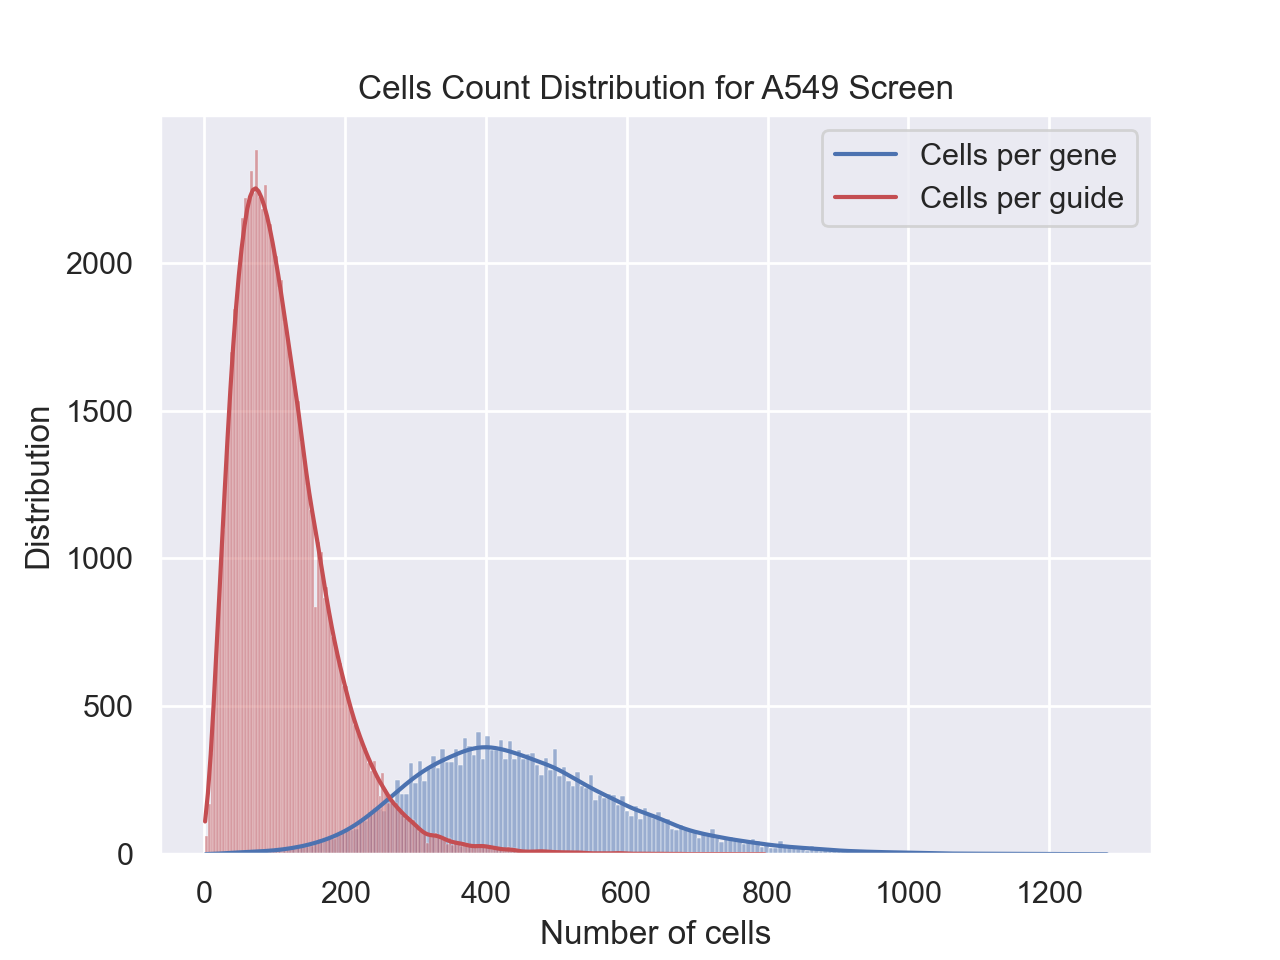 Cells Count Distribution for A549 Screen
Cells per gene
Cells per guide
Distribution
2000
1500
1000
500
0
0 200 400 600 800 1000 1200
Number of cells